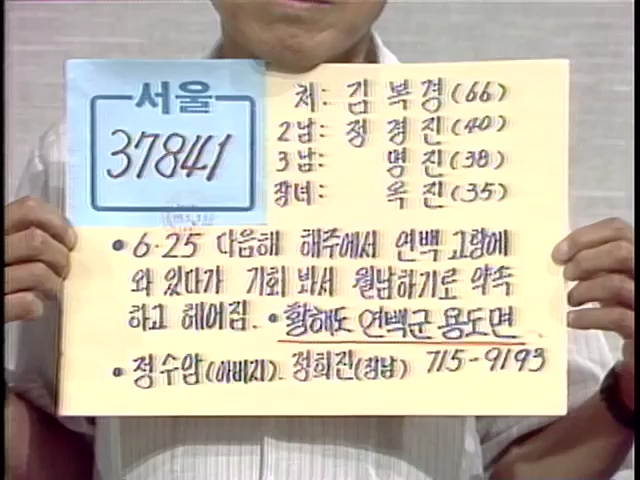 서울
37841
처: 김 복 경(66)
2남: 정 경 진(40)
3남: 명 진(38)
장녀: 옥 진(35)
• 6·25 다음해 해주에서 연백 고향에
와 있다가 기회 봐서 월남하기로 약속
하고 헤어짐. • 황해도 연백군 용도면
• 정수암(아버지). 정희진(장남) 715-9193